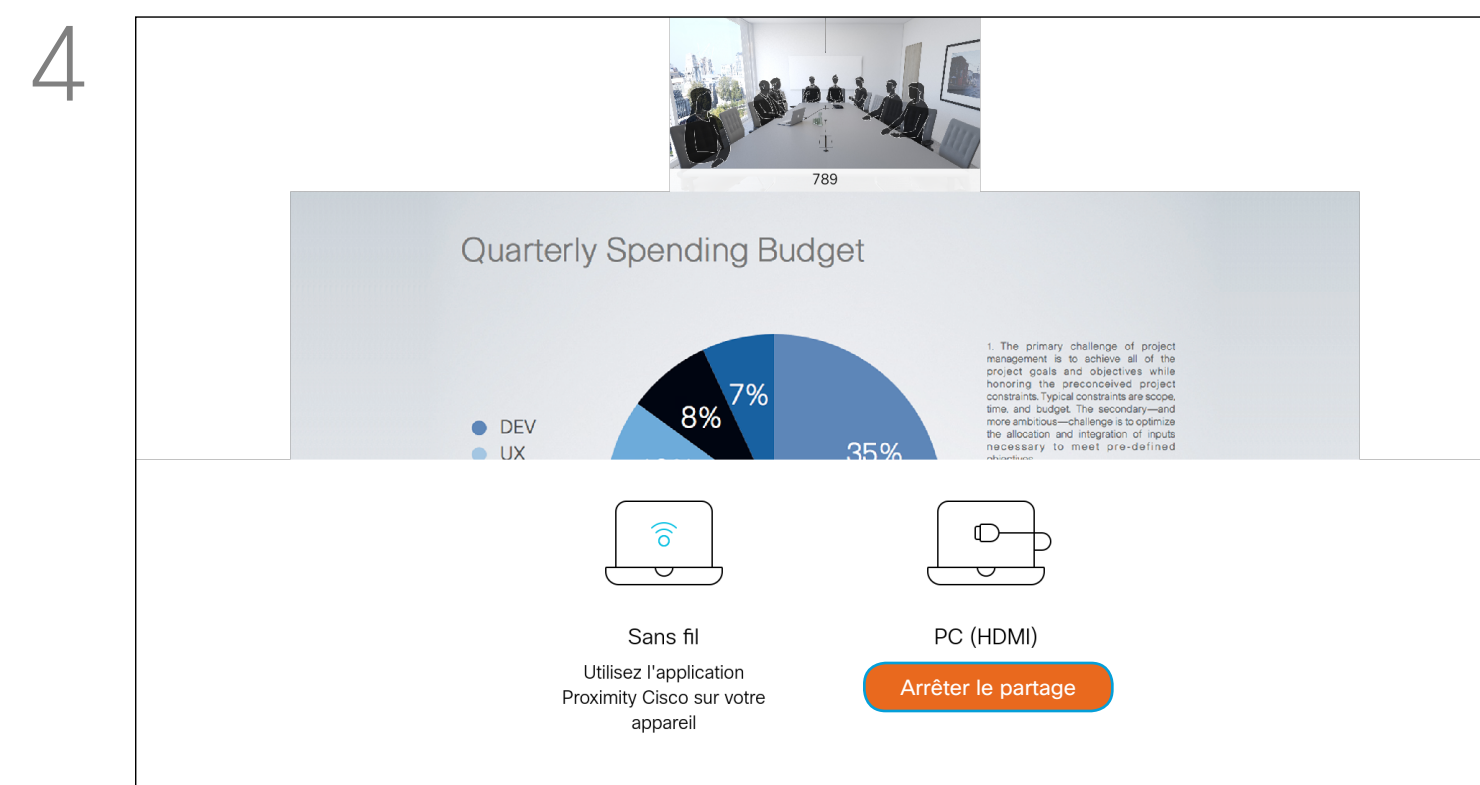 4
789
Quarterly Spending Budget
7%
8%
35%
DEV
UX
1. The primary challenge of project
management is to achieve all of the
project goals and objectives while
honoring the preconceived project
constraints. Typical constraints are scope,
time, and budget. The secondary—and
more ambitious—challenge is to optimize
the allocation and integration of inputs
necessary to meet pre-defined
objectives.
Sans fil
Utilisez l'application
Proximity Cisco sur votre
appareil
PC (HDMI)
Arrêter le partage